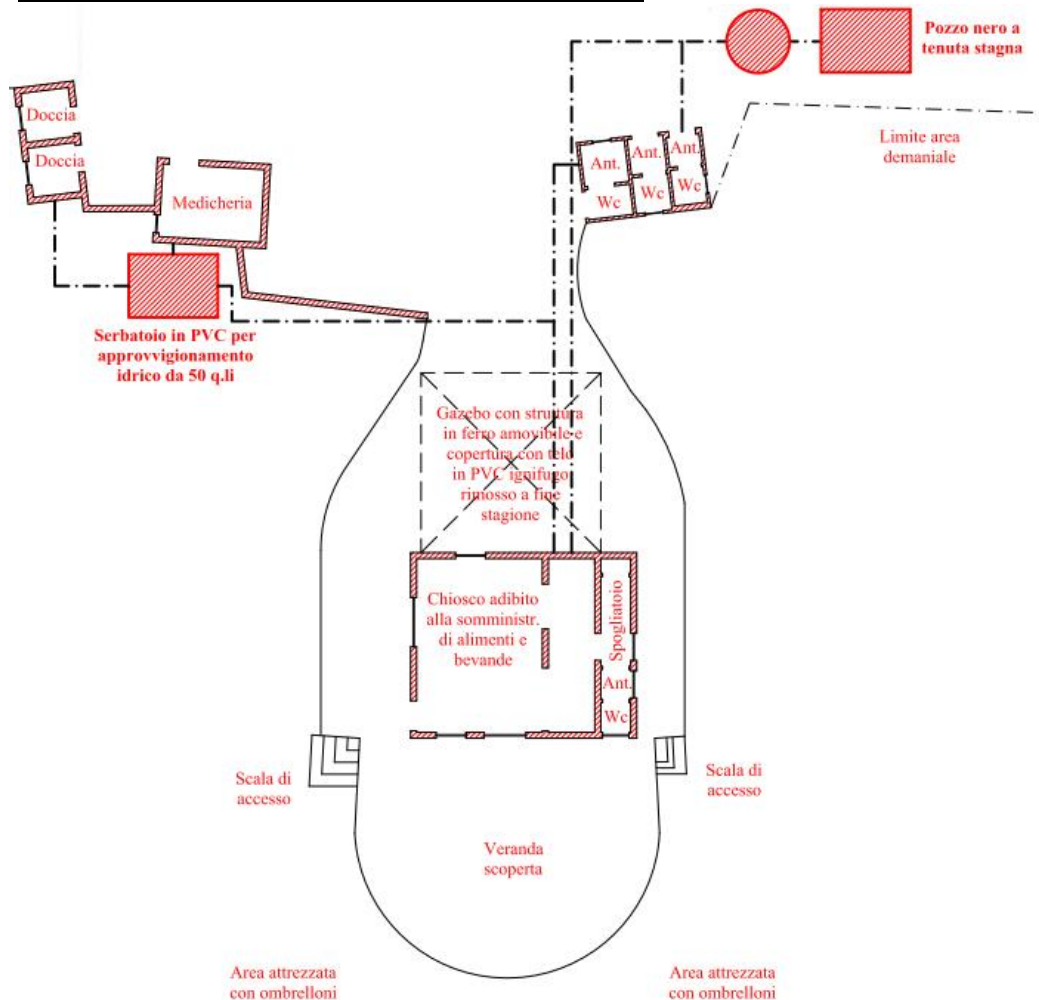 Pozzo nero a
tenuta stagna
Doccia
Doccia
Medicheria
Ant.
Ant.
Ant.
Wc
Wc
Wc
Limite area
demaniale
Serbatoio in PVC per
approvvigionamento
idrico da 50 q.li
Gazebo con struttura
in ferro amovibile e
copertura con telo
in PVC ignifugo
rimosso a fine
stagione
Chiosco adibito
alla somministr.
di alimenti e
bevande
Spogliatoio
Ant.
Wc
Scala di
accesso
Scala di
accesso
Veranda
scoperta
Area attrezzata
con ombrelloni
Area attrezzata
con ombrelloni